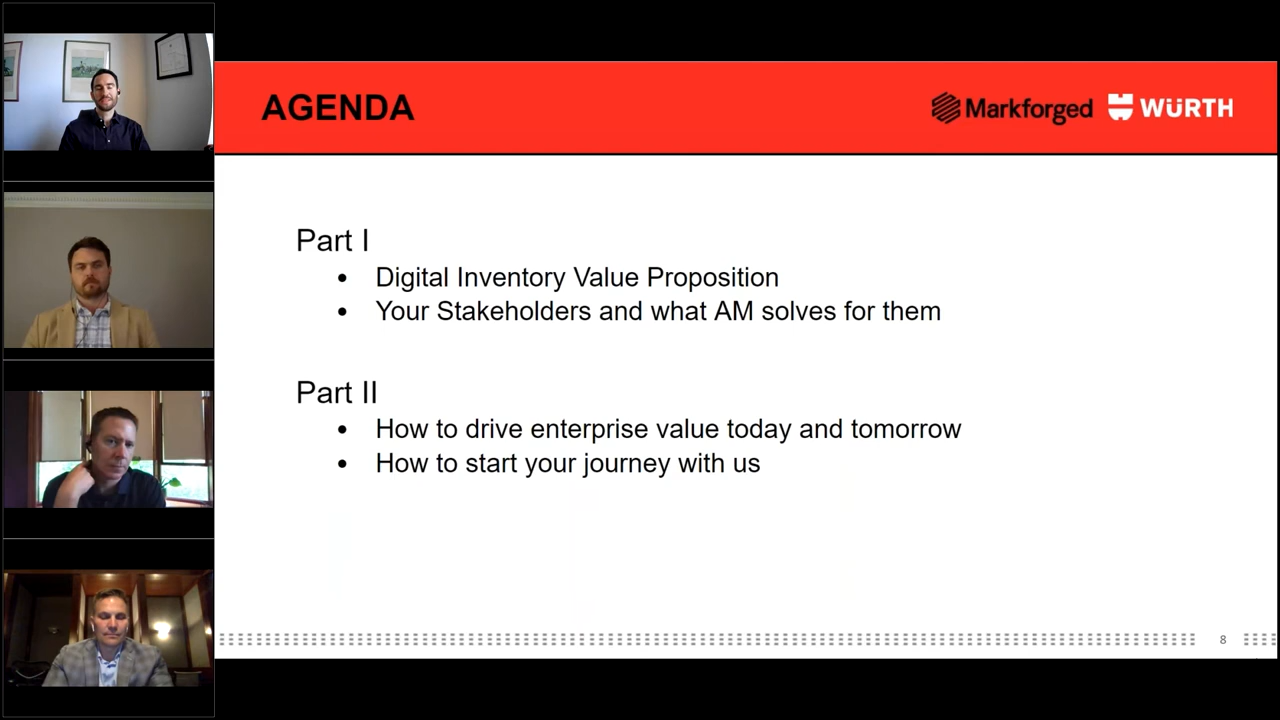 AGENDA
Markforged WÜRTH
Part I
• Digital Inventory Value Proposition
• Your Stakeholders and what AM solves for them
Part II
• How to drive enterprise value today and tomorrow
• How to start your journey with us
8